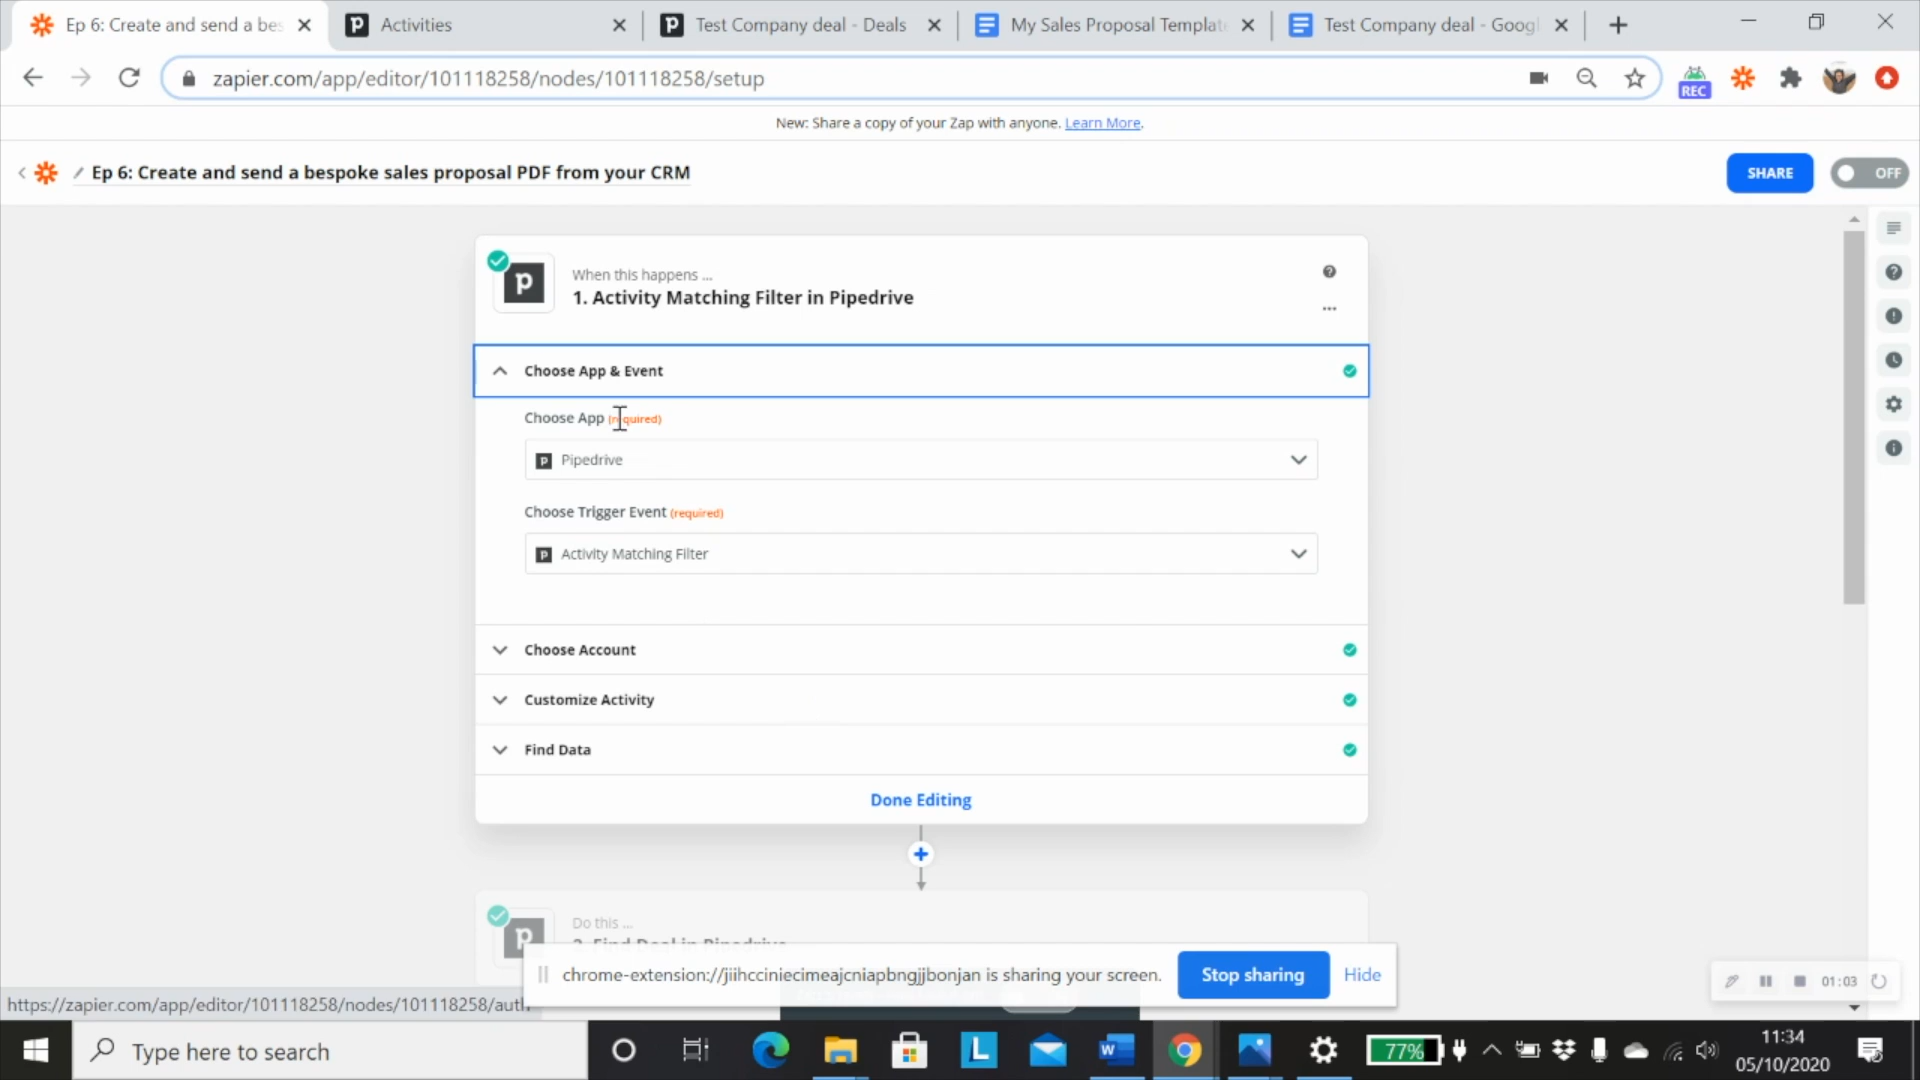 Ep 6: Create and send a bes
Activities
Test Company deal - Deals
My Sales Proposal Templat
Test Company deal - Googl
zapier.com/app/editor/101118258/nodes/101118258/setup
REC
New: Share a copy of your Zap with anyone. Learn More.
Ep 6: Create and send a bespoke sales proposal PDF from your CRM
SHARE
OFF
When this happens ...
1. Activity Matching Filter in Pipedrive
Choose App & Event
Choose App (required)
Pipedrive
Choose Trigger Event (required)
Activity Matching Filter
Choose Account
Customize Activity
Find Data
Done Editing
Do this ...
2. Find Deal in Pipedrive
chrome-extension://jiihcciniecimeajcniapbngjjbonjan is sharing your screen.
Stop sharing
Hide
01:03
https://zapier.com/app/editor/101118258/nodes/101118258/auth
Type here to search
77%
11:34
05/10/2020